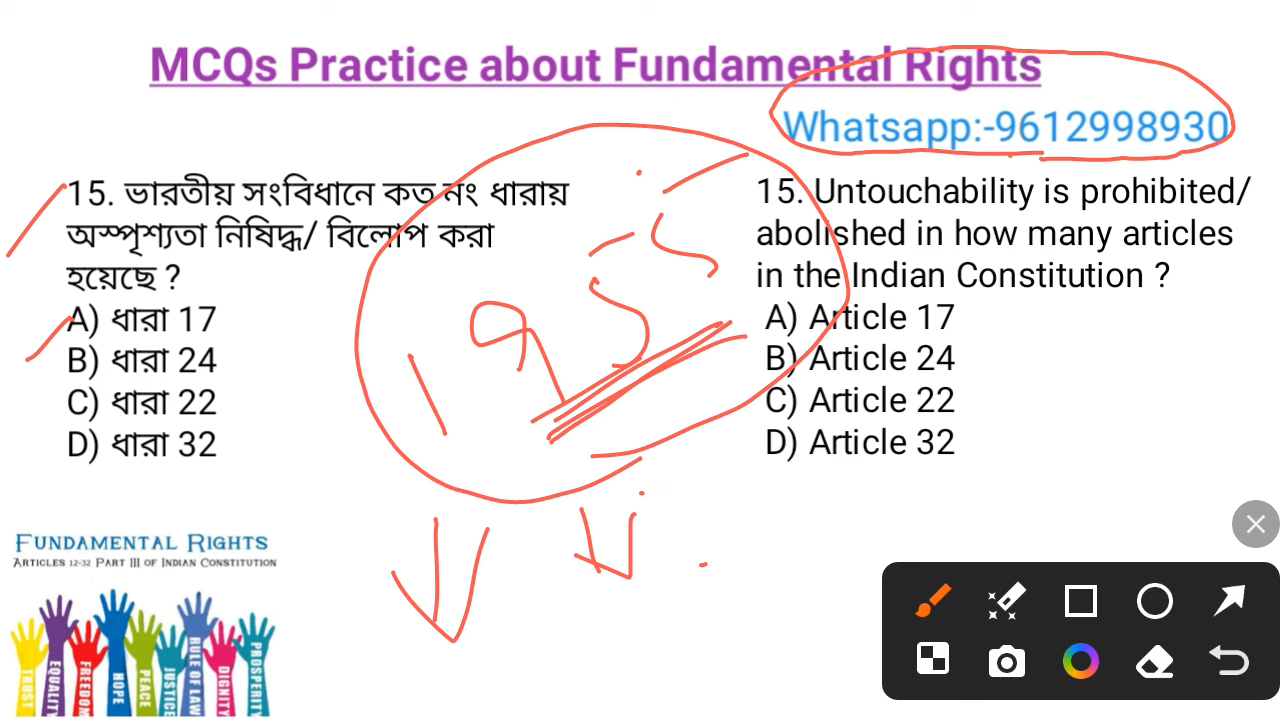 MCQs Practice about Fundamental Rights
Whatsapp:-9612998930
15. ভারতীয় সংবিধানে কত নং ধারায়
অস্পৃশ্যতা নিষিদ্ধ/ বিলোপ করা
হয়েছে ?
A) ধারা 17
B) ধারা 24
C) ধারা 22
D) ধারা 32
1955
15. Untouchability is prohibited/
abolished in how many articles
in the Indian Constitution ?
A) Article 17
B) Article 24
C) Article 22
D) Article 32
FUNDAMENTAL RIGHTS
ARTICLES 12-32 PART III OF INDIAN CONSTITUTION
TRUST
EQUALITY
FREEDOM
HOPE
PEACE
JUSTICE
RULE OF LAW
DIGNITY
PROSPERITY